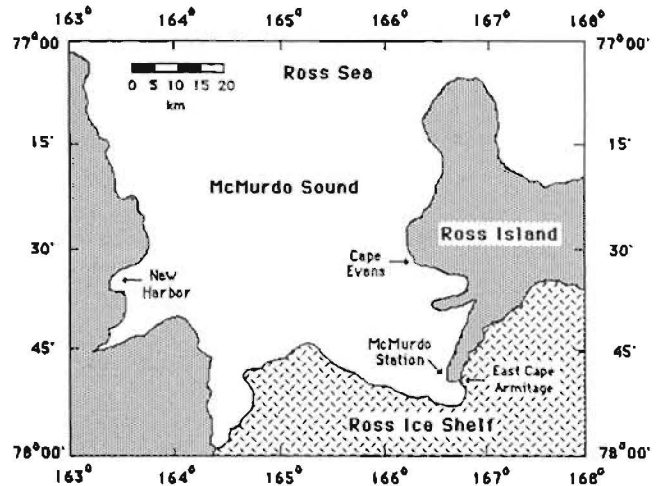 163° 164° 165° 166° 167° 168°
77° 00' 77° 00'
Ross Sea
0 5 10 15 20
km
15' 15'
McMurdo Sound
Ross Island
30' 30'
Cape
Evans
New
Harbor
McMurdo
Station
45' 45'
East Cape
Armitage
Ross Ice Shelf
78° 00' 78° 00'
163° 164° 165° 166° 167° 168°